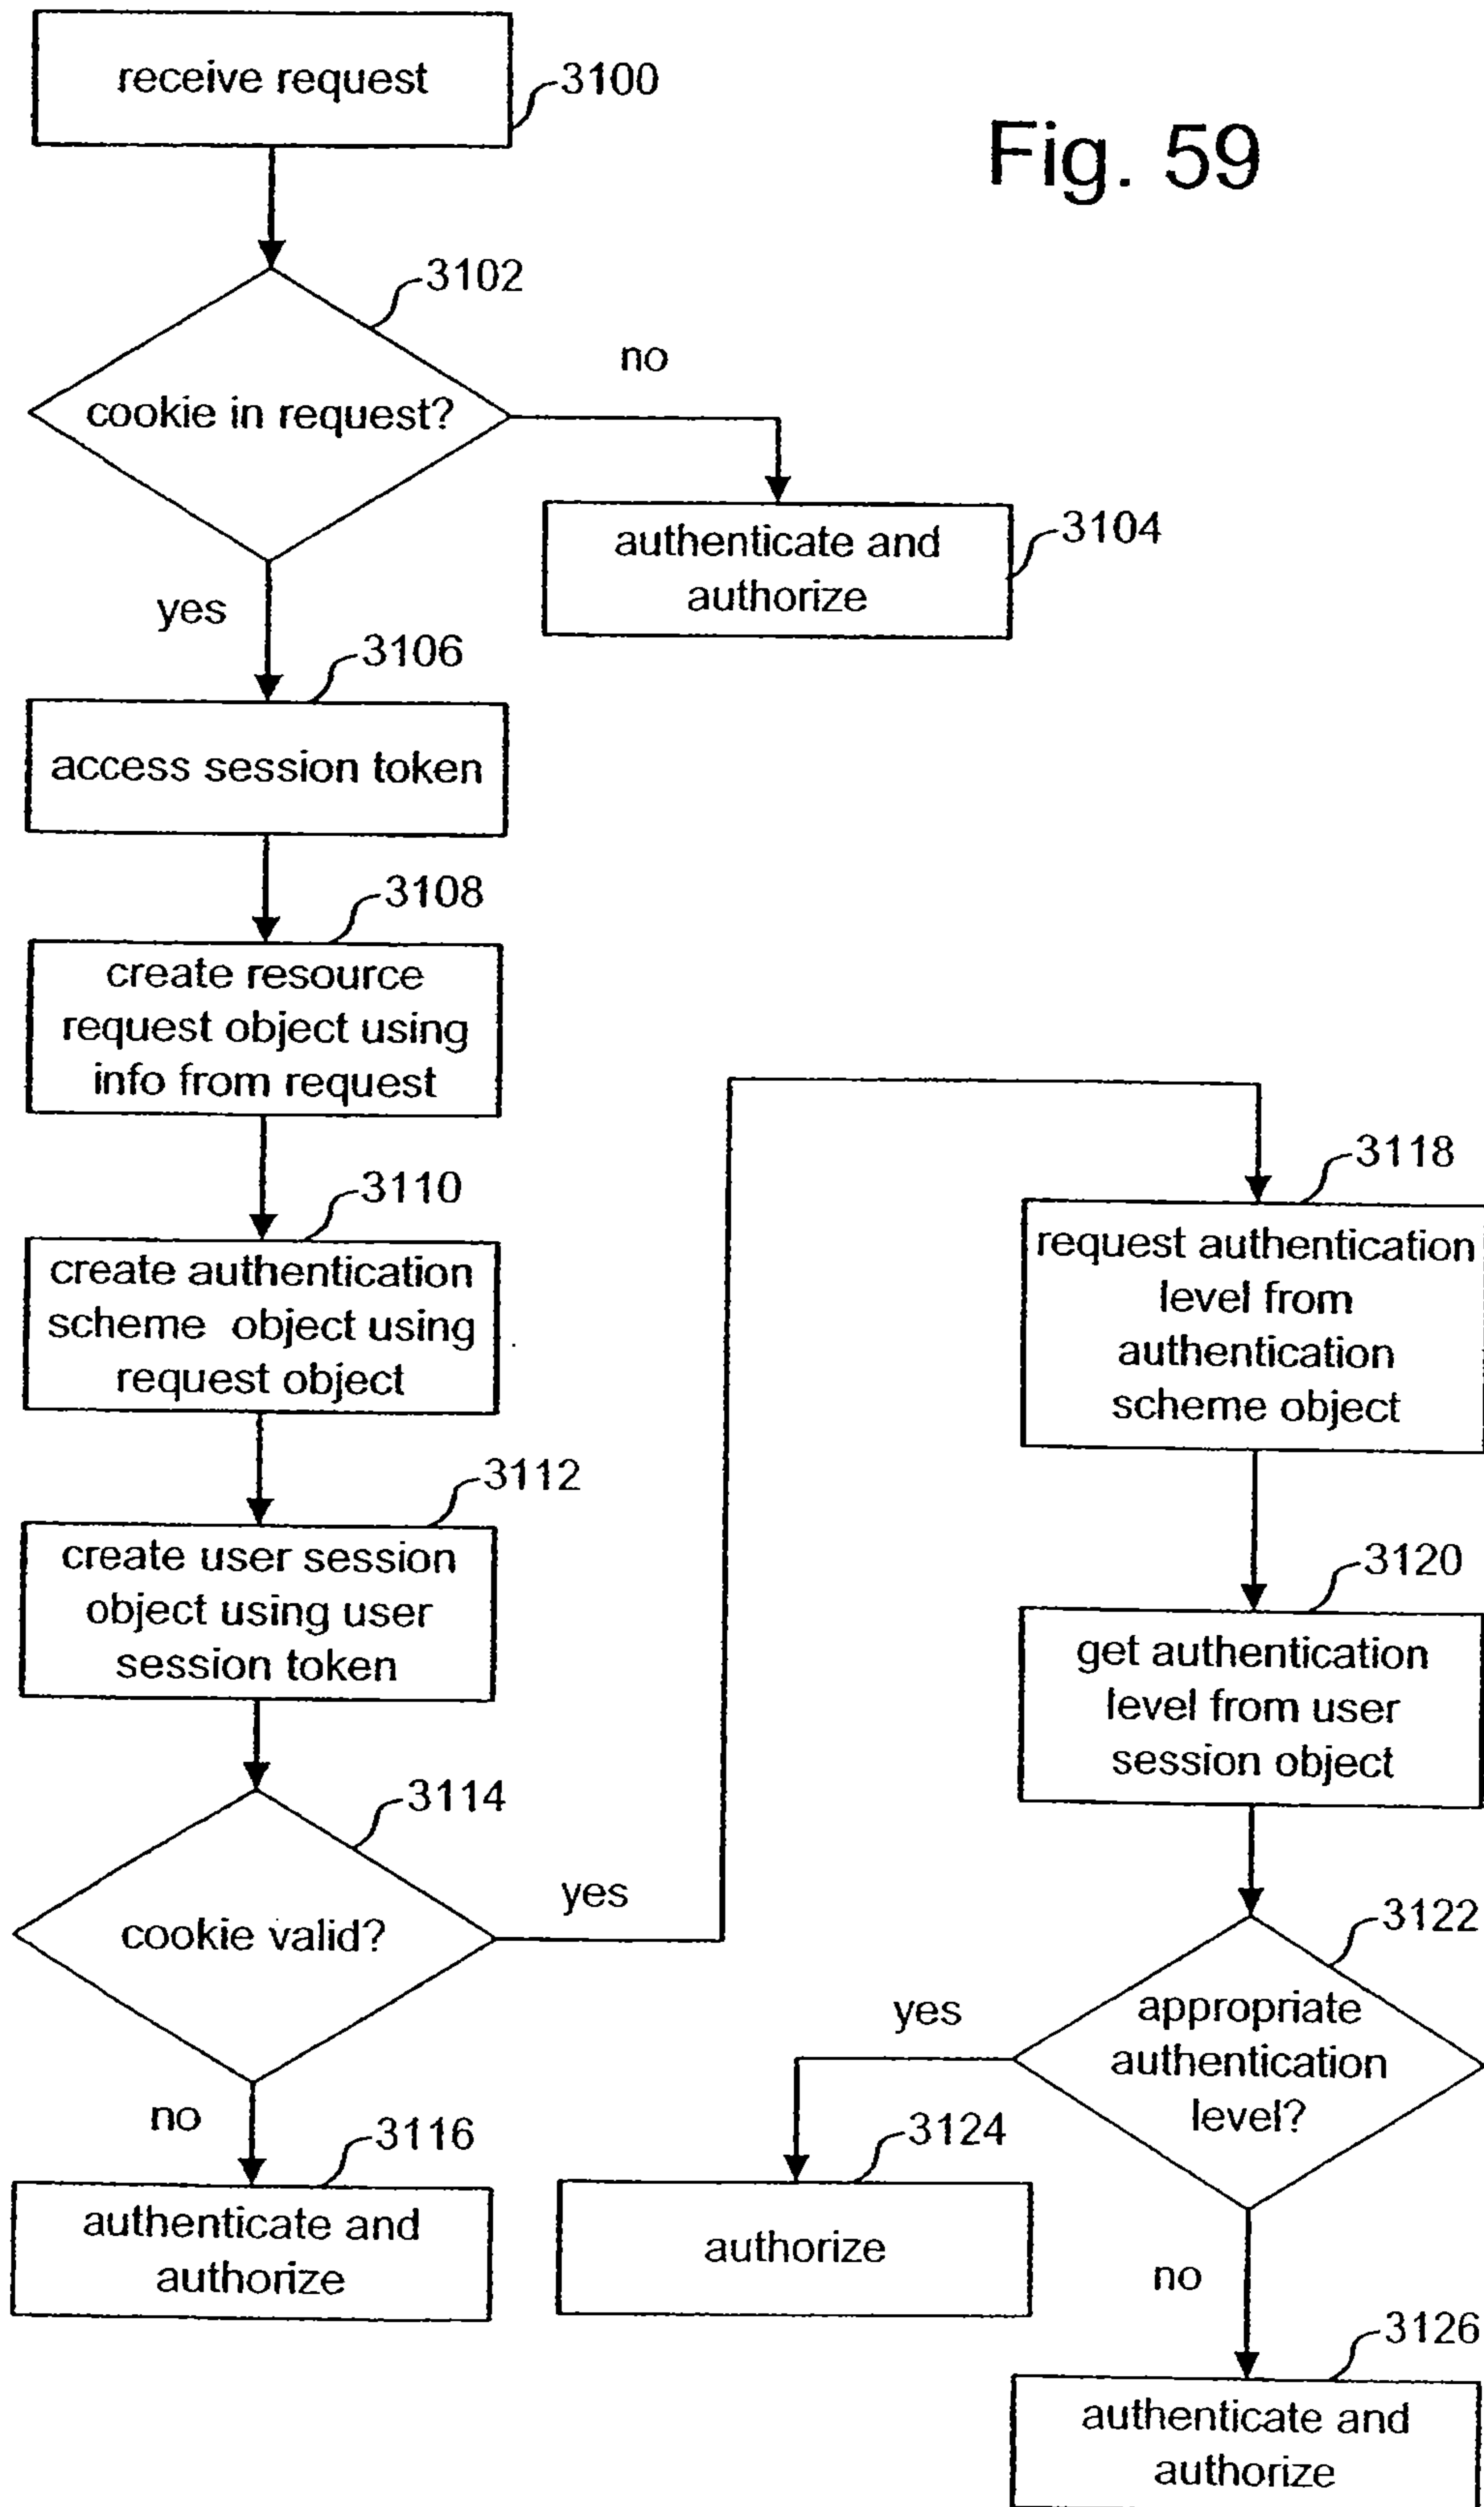 receive request
3100
Fig. 59
3102
cookie in request?
no
authenticate and
authorize
3104
yes
3106
access session token
3108
create resource
request object using
info from request
3110
create authentication
scheme object using
request object
3112
create user session
object using user
session token
3114
cookie valid?
yes
no
3116
authenticate and
authorize
3118
request authentication
level from
authentication
scheme object
3120
get authentication
level from user
session object
3122
appropriate
authentication
level?
yes
3124
authorize
no
3126
authenticate and
authorize